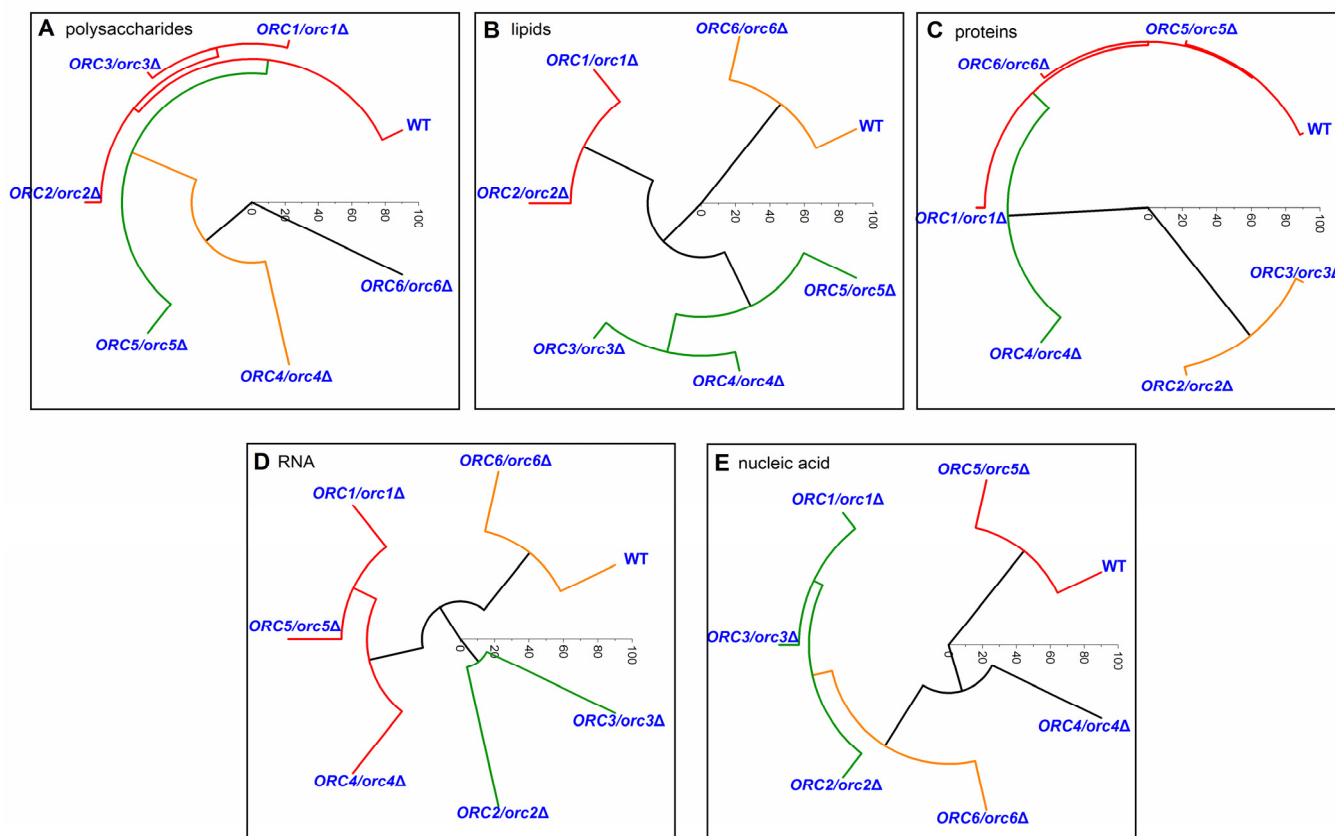 A polysaccharides
ORC1/orc1Δ
ORC3/orc3Δ
WT
ORC2/orc2Δ
0 20 40 60 80 100
ORC6/orc6Δ
ORC5/orc5Δ
ORC4/orc4Δ
B lipids
ORC6/orc6Δ
ORC1/orc1Δ
WT
ORC2/orc2Δ
0 20 40 60 80 100
ORC5/orc5Δ
ORC3/orc3Δ
ORC4/orc4Δ
C proteins
ORC5/orc5Δ
ORC6/orc6Δ
WT
ORC1/orc1Δ
0 20 40 60 80 100
ORC3/orc3Δ
ORC4/orc4Δ
ORC2/orc2Δ
D RNA
ORC6/orc6Δ
ORC1/orc1Δ
WT
ORC5/orc5Δ
0 20 40 60 80 100
ORC3/orc3Δ
ORC4/orc4Δ
ORC2/orc2Δ
E nucleic acid
ORC5/orc5Δ
ORC1/orc1Δ
WT
ORC3/orc3Δ
0 20 40 60 80 100
ORC4/orc4Δ
ORC2/orc2Δ
ORC6/orc6Δ